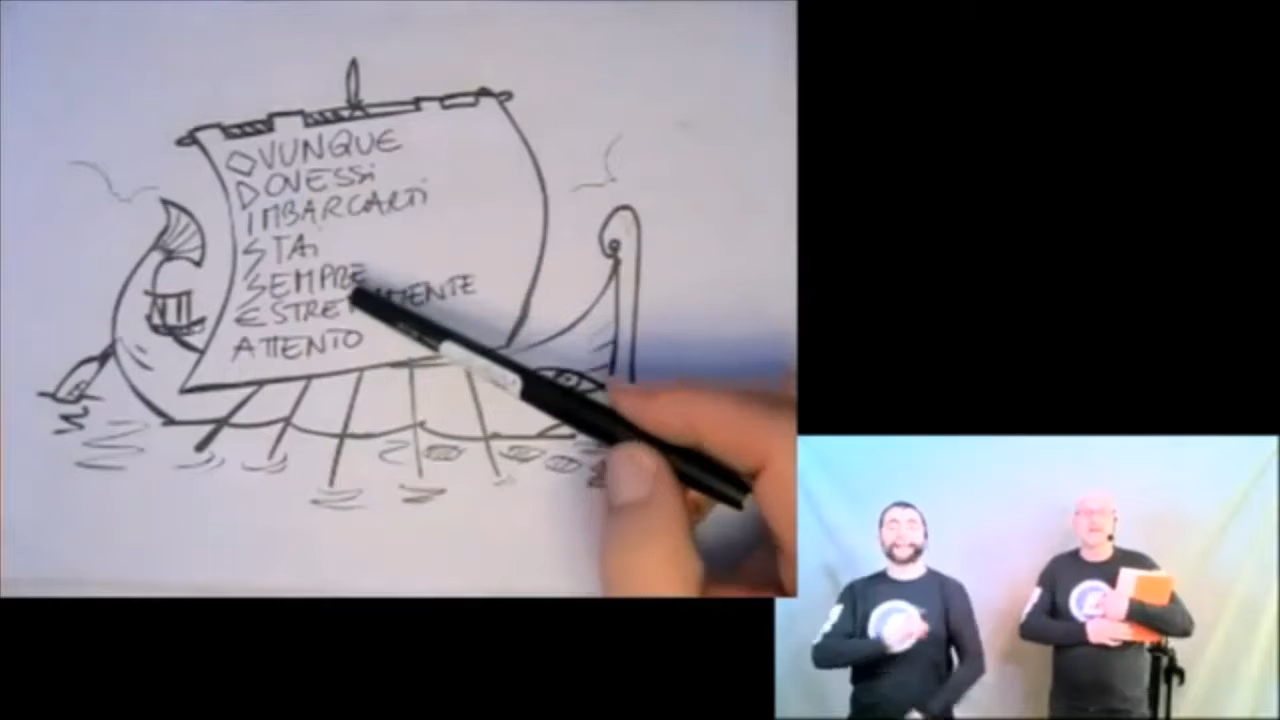 OVUNQUE
DOVESSi
IMBARCARTi
STAi
SEMPRE
ATTENTO